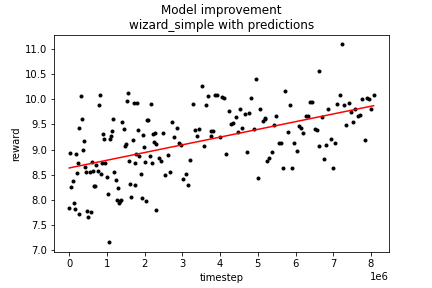 Model improvement
wizard_simple with predictions
11.0
10.5
10.0
9.5
9.0
8.5
8.0
7.5
7.0
reward
0 1 2 3 4 5 6 7 8
timestep
1e6